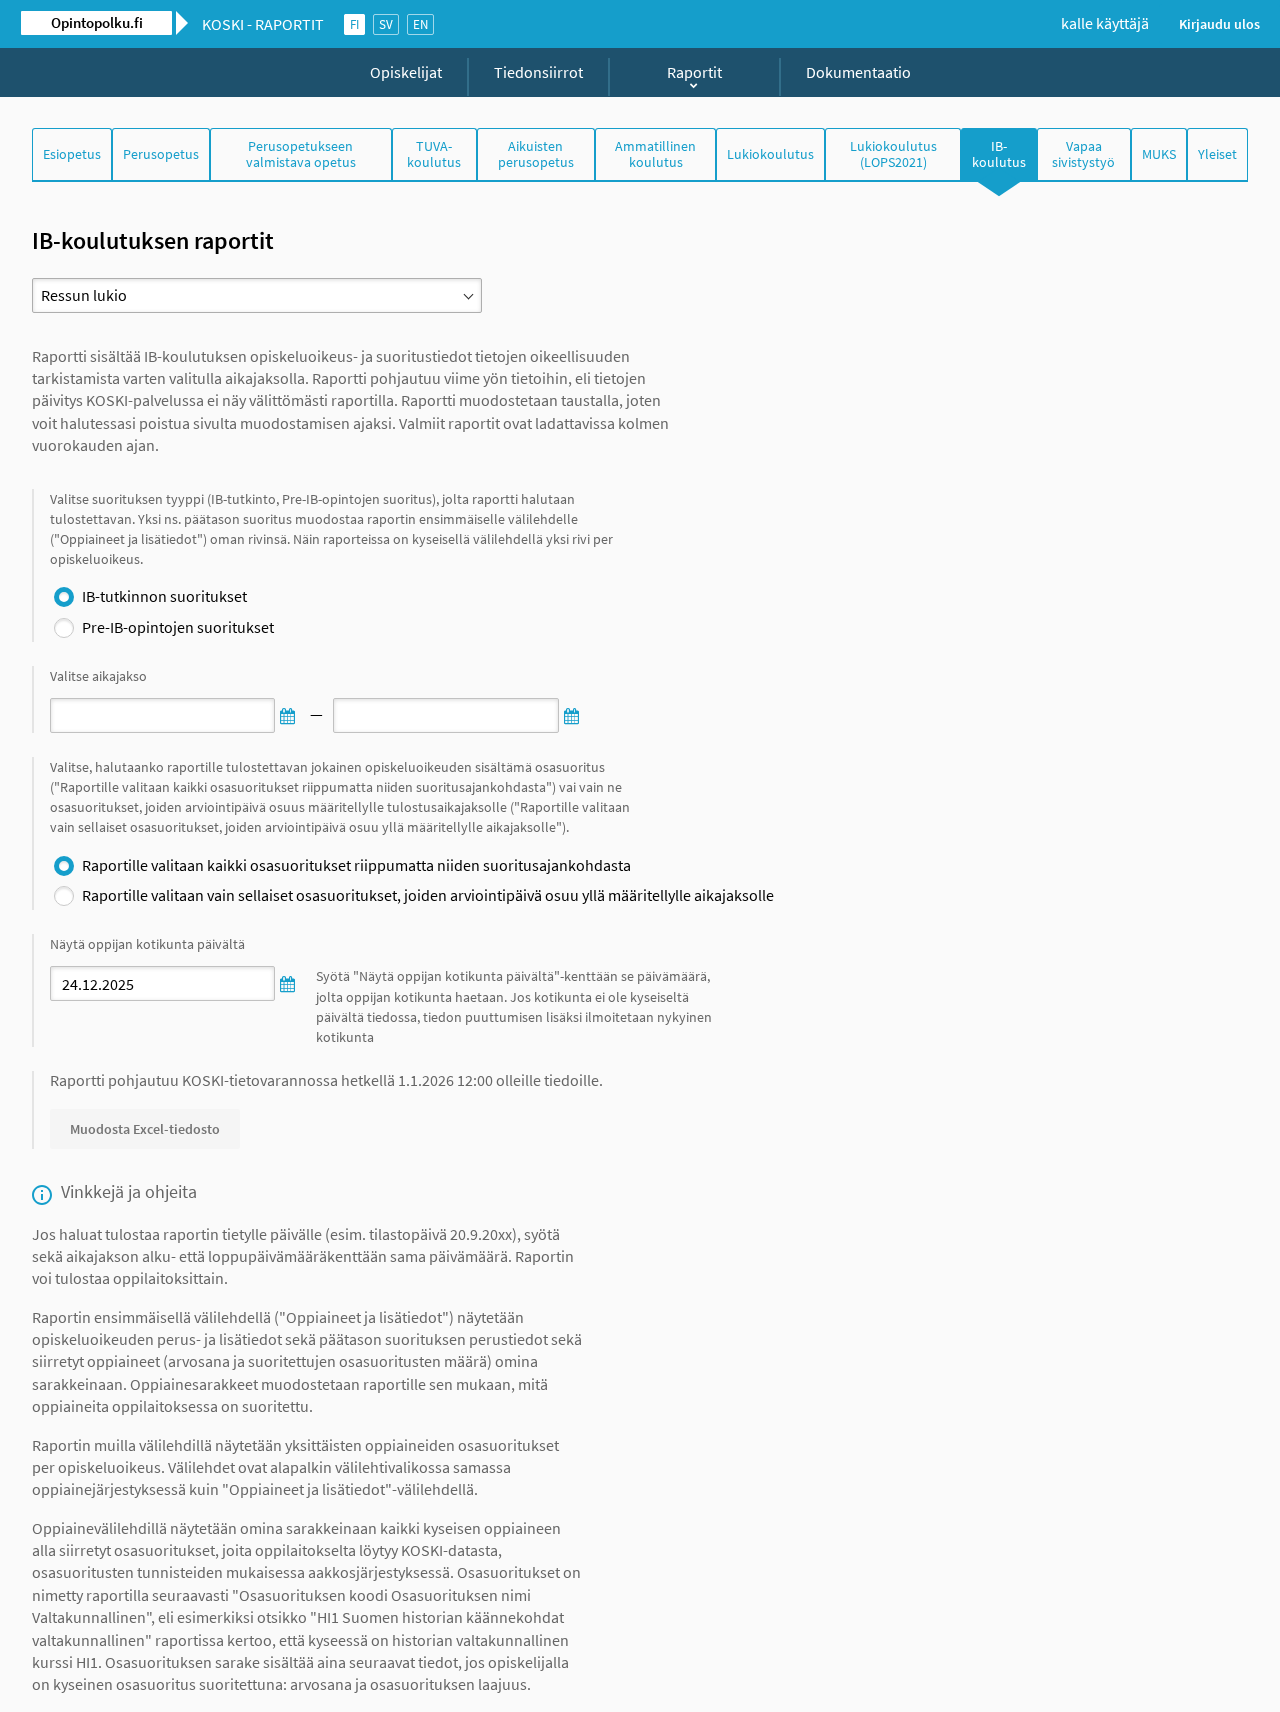 Opintopolku.fi
KOSKI - RAPORTIT
FI
SV
EN
kalle käyttäjä
Kirjaudu ulos
Opiskelijat
Tiedonsiirrot
Raportit
Dokumentaatio
Esiopetus
Perusopetus
Perusopetukseen
valmistava opetus
TUVA-
koulutus
Aikuisten
perusopetus
Ammatillinen
koulutus
Lukiokoulutus
Lukiokoulutus
(LOPS2021)
IB-
koulutus
Vapaa
sivistystyö
MUKS
Yleiset
IB-koulutuksen raportit
Ressun lukio
Raportti sisältää IB-koulutuksen opiskeluoikeus- ja suoritustiedot tietojen oikeellisuuden
tarkistamista varten valitulla aikajaksolla. Raportti pohjautuu viime yön tietoihin, eli tietojen
päivitys KOSKI-palvelussa ei näy välittömästi raportilla. Raportti muodostetaan taustalla, joten
voit halutessasi poistua sivulta muodostamisen ajaksi. Valmiit raportit ovat ladattavissa kolmen
vuorokauden ajan.
Valitse suorituksen tyyppi (IB-tutkinto, Pre-IB-opintojen suoritus), jolta raportti halutaan
tulostettavan. Yksi ns. päätason suoritus muodostaa raportin ensimmäiselle välilehdelle
("Oppiaineet ja lisätiedot") oman rivinsä. Näin raporteissa on kyseisellä välilehdellä yksi rivi per
opiskeluoikeus.
IB-tutkinnon suoritukset
Pre-IB-opintojen suoritukset
Valitse aikajakso
—
Valitse, halutaanko raportille tulostettavan jokainen opiskeluoikeuden sisältämä osasuoritus
("Raportille valitaan kaikki osasuoritukset riippumatta niiden suoritusajankohdasta") vai vain ne
osasuoritukset, joiden arviointipäivä osuus määritellylle tulostusaikajaksolle ("Raportille valitaan
vain sellaiset osasuoritukset, joiden arviointipäivä osuu yllä määritellylle aikajaksolle").
Raportille valitaan kaikki osasuoritukset riippumatta niiden suoritusajankohdasta
Raportille valitaan vain sellaiset osasuoritukset, joiden arviointipäivä osuu yllä määritellylle aikajaksolle
Näytä oppijan kotikunta päivältä
24.12.2025
Syötä "Näytä oppijan kotikunta päivältä"-kenttään se päivämäärä,
jolta oppijan kotikunta haetaan. Jos kotikunta ei ole kyseiseltä
päivältä tiedossa, tiedon puuttumisen lisäksi ilmoitetaan nykyinen
kotikunta
Raportti pohjautuu KOSKI-tietovarannossa hetkellä 1.1.2026 12:00 olleille tiedoille.
Muodosta Excel-tiedosto
Vinkkejä ja ohjeita
Jos haluat tulostaa raportin tietylle päivälle (esim. tilastopäivä 20.9.20xx), syötä
sekä aikajakson alku- että loppupäivämääräkenttään sama päivämäärä. Raportin
voi tulostaa oppilaitoksittain.
Raportin ensimmäisellä välilehdellä ("Oppiaineet ja lisätiedot") näytetään
opiskeluoikeuden perus- ja lisätiedot sekä päätason suorituksen perustiedot sekä
siirretyt oppiaineet (arvosana ja suoritettujen osasuoritusten määrä) omina
sarakkeinaan. Oppiainesarakkeet muodostetaan raportille sen mukaan, mitä
oppiaineita oppilaitoksessa on suoritettu.
Raportin muilla välilehdillä näytetään yksittäisten oppiaineiden osasuoritukset
per opiskeluoikeus. Välilehdet ovat alapalkin välilehtivalikossa samassa
oppiainejärjestyksessä kuin "Oppiaineet ja lisätiedot"-välilehdellä.
Oppiainevälilehdillä näytetään omina sarakkeinaan kaikki kyseisen oppiaineen
alla siirretyt osasuoritukset, joita oppilaitokselta löytyy KOSKI-datasta,
osasuoritusten tunnisteiden mukaisessa aakkosjärjestyksessä. Osasuoritukset on
nimetty raportilla seuraavasti "Osasuorituksen koodi Osasuorituksen nimi
Valtakunnallinen", eli esimerkiksi otsikko "HI1 Suomen historian käännekohdat
valtakunnallinen" raportissa kertoo, että kyseessä on historian valtakunnallinen
kurssi HI1. Osasuorituksen sarake sisältää aina seuraavat tiedot, jos opiskelijalla
on kyseinen osasuoritus suoritettuna: arvosana ja osasuorituksen laajuus.